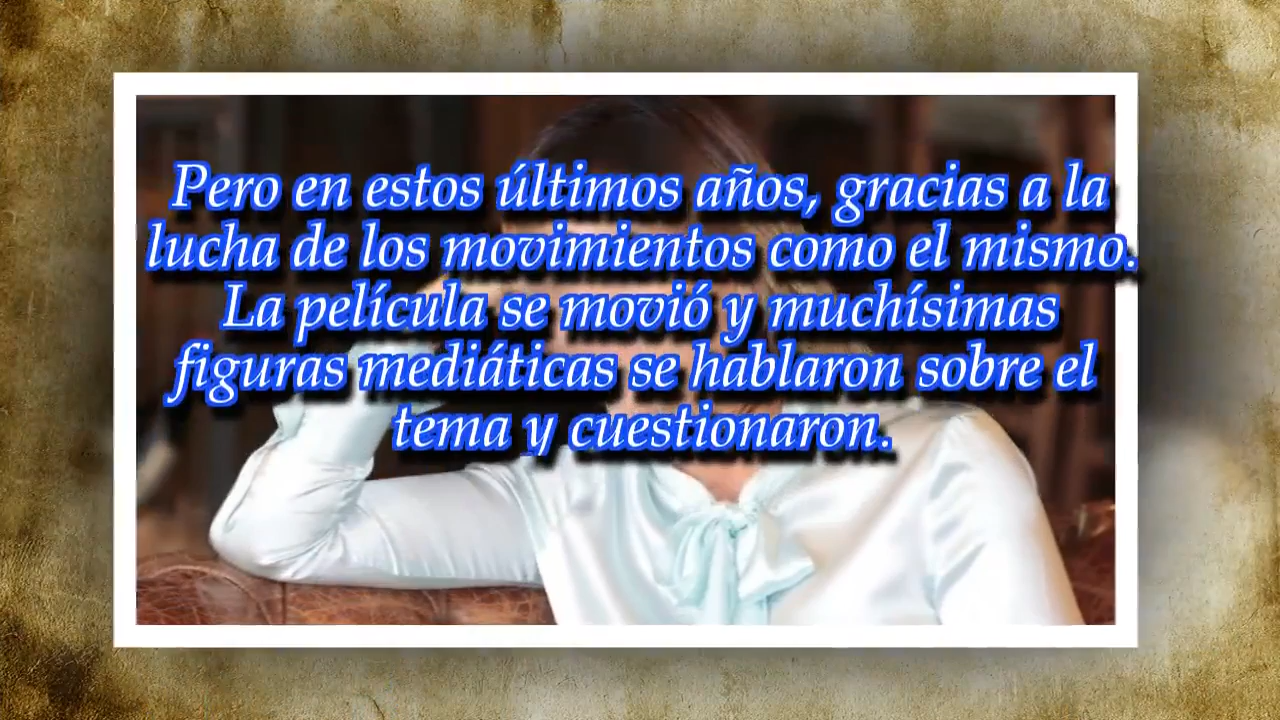 Pero en estos últimos años, gracias a la
lucha de los movimientos como el mismo.
La película se movió y muchísimas
figuras mediáticas se hablaron sobre el
tema y cuestionaron.